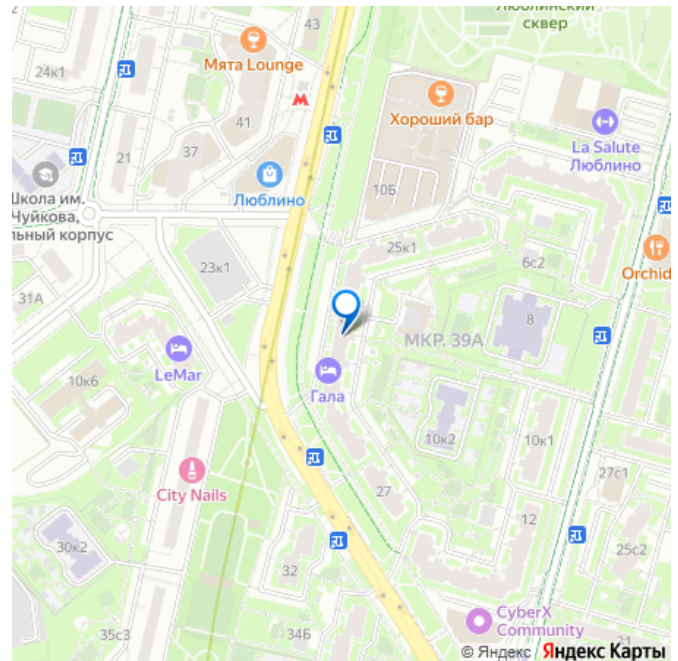 Люблинский
сквер
43
Мята Lounge
24к1
М
41
Хороший бар
La Salute
Люблино
37
21
10Б
Школа им.
Чуйкова,
льный корпус
Люблино
25к1
6с2
Orchid
23к1
31А
8
МКР. 39А
LeMar
Гала
10к6
10к2
10к1
City Nails
27
27с1
12
30к2
32
25с2
CyberX
Community
35с3
34Б
21
© Яндекс Яндекс Карты